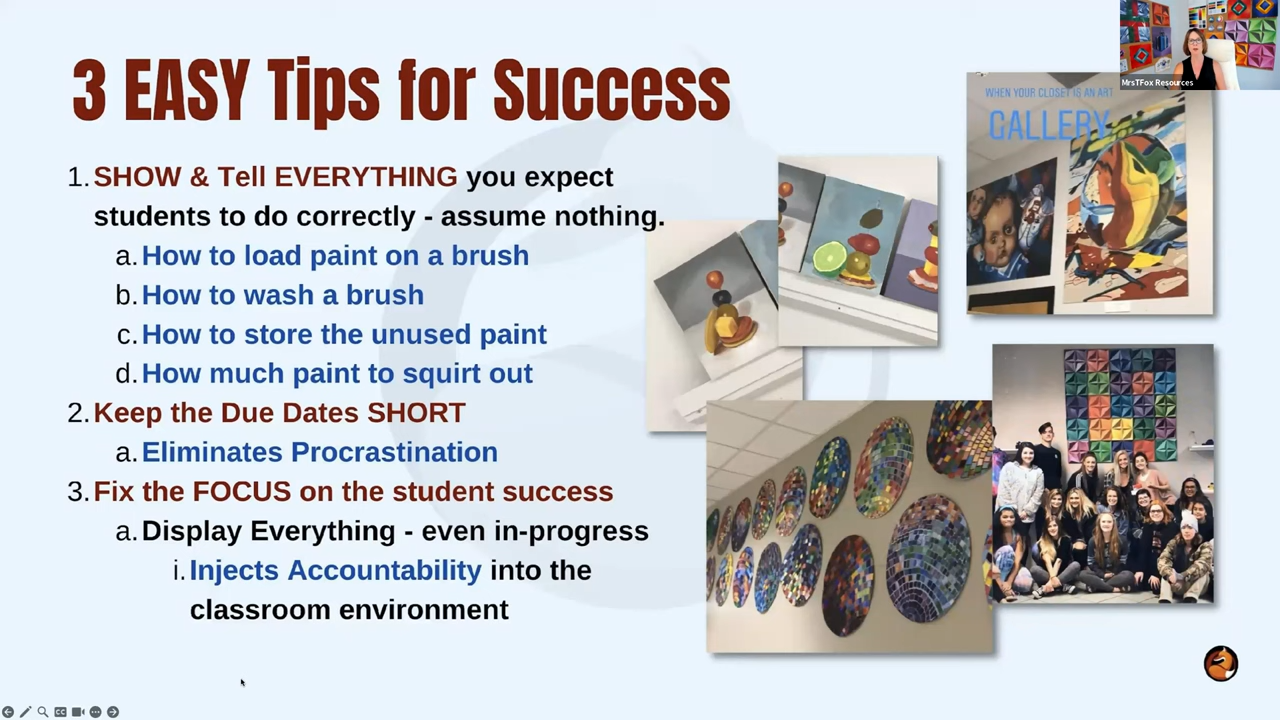 3 EASY Tips for Success
1. SHOW & Tell EVERYTHING you expect
students to do correctly - assume nothing.
a. How to load paint on a brush
b. How to wash a brush
c. How to store the unused paint
d. How much paint to squirt out
2. Keep the Due Dates SHORT
a. Eliminates Procrastination
3. Fix the FOCUS on the student success
a. Display Everything - even in-progress
i. Injects Accountability into the
classroom environment
WHEN YOUR CLOSET IS AN ART
GALLERY
MrsTFox Resources
CC